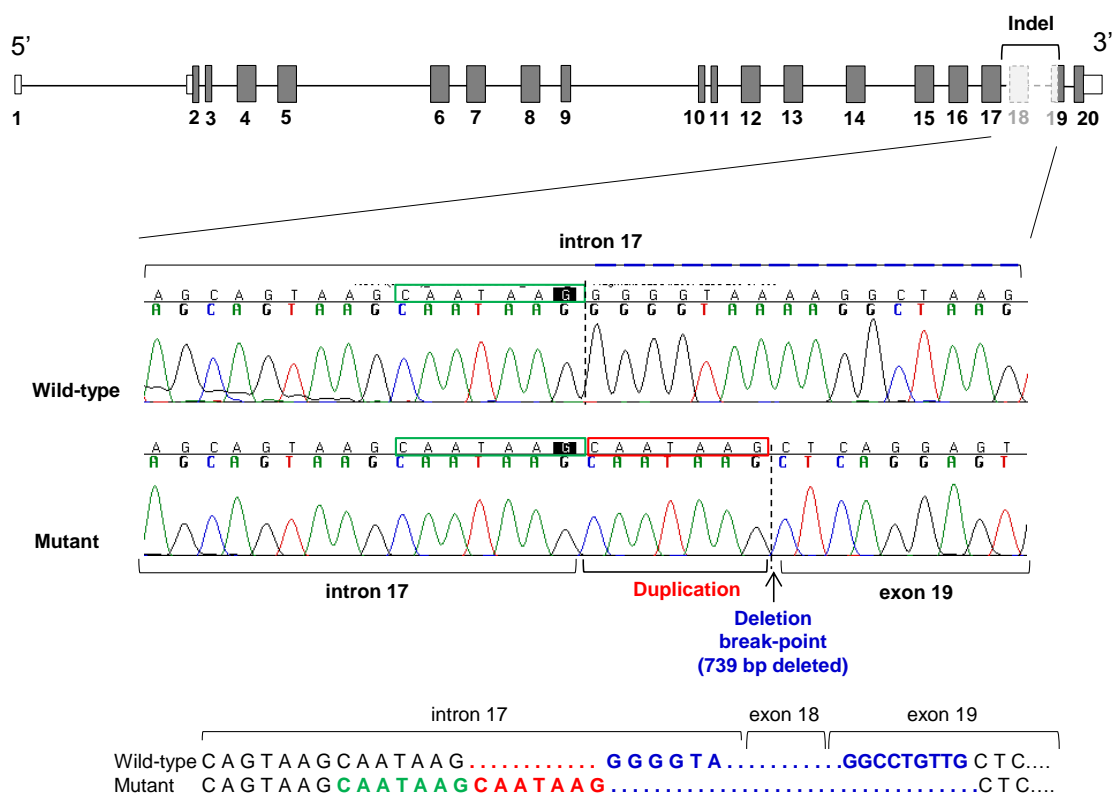 Indel
5’ 3’
1 2 3 4 5 6 7 8 9 10 11 12 13 14 15 16 17 18 19 20
intron 17
A G C A G T A A G C A A T A A G G G G T A A A A G G C T A A G
A G C A G T A A G C A A T A A G G G G T A A A A G G C T A A G
Wild-type
A G C A G T A A G C A A T A A G C A A T A A G C T C A G G A G T
A G C A G T A A G C A A T A A G C A A T A A G C T C A G G A G T
Mutant
intron 17 Duplication exon 19
Deletion
break-point
(739 bp deleted)
intron 17 exon 18 exon 19
Wild-type C A G T A A G C A A T A A G . . . . . . . . . . . G G G G T A . . . . . . . . . . GGCCTGTTG C T C....
Mutant C A G T A A G C A A T A A G C A A T A A G . . . . . . . . . . . . . . . . . . . . . . . . . . . . . . . C T C....